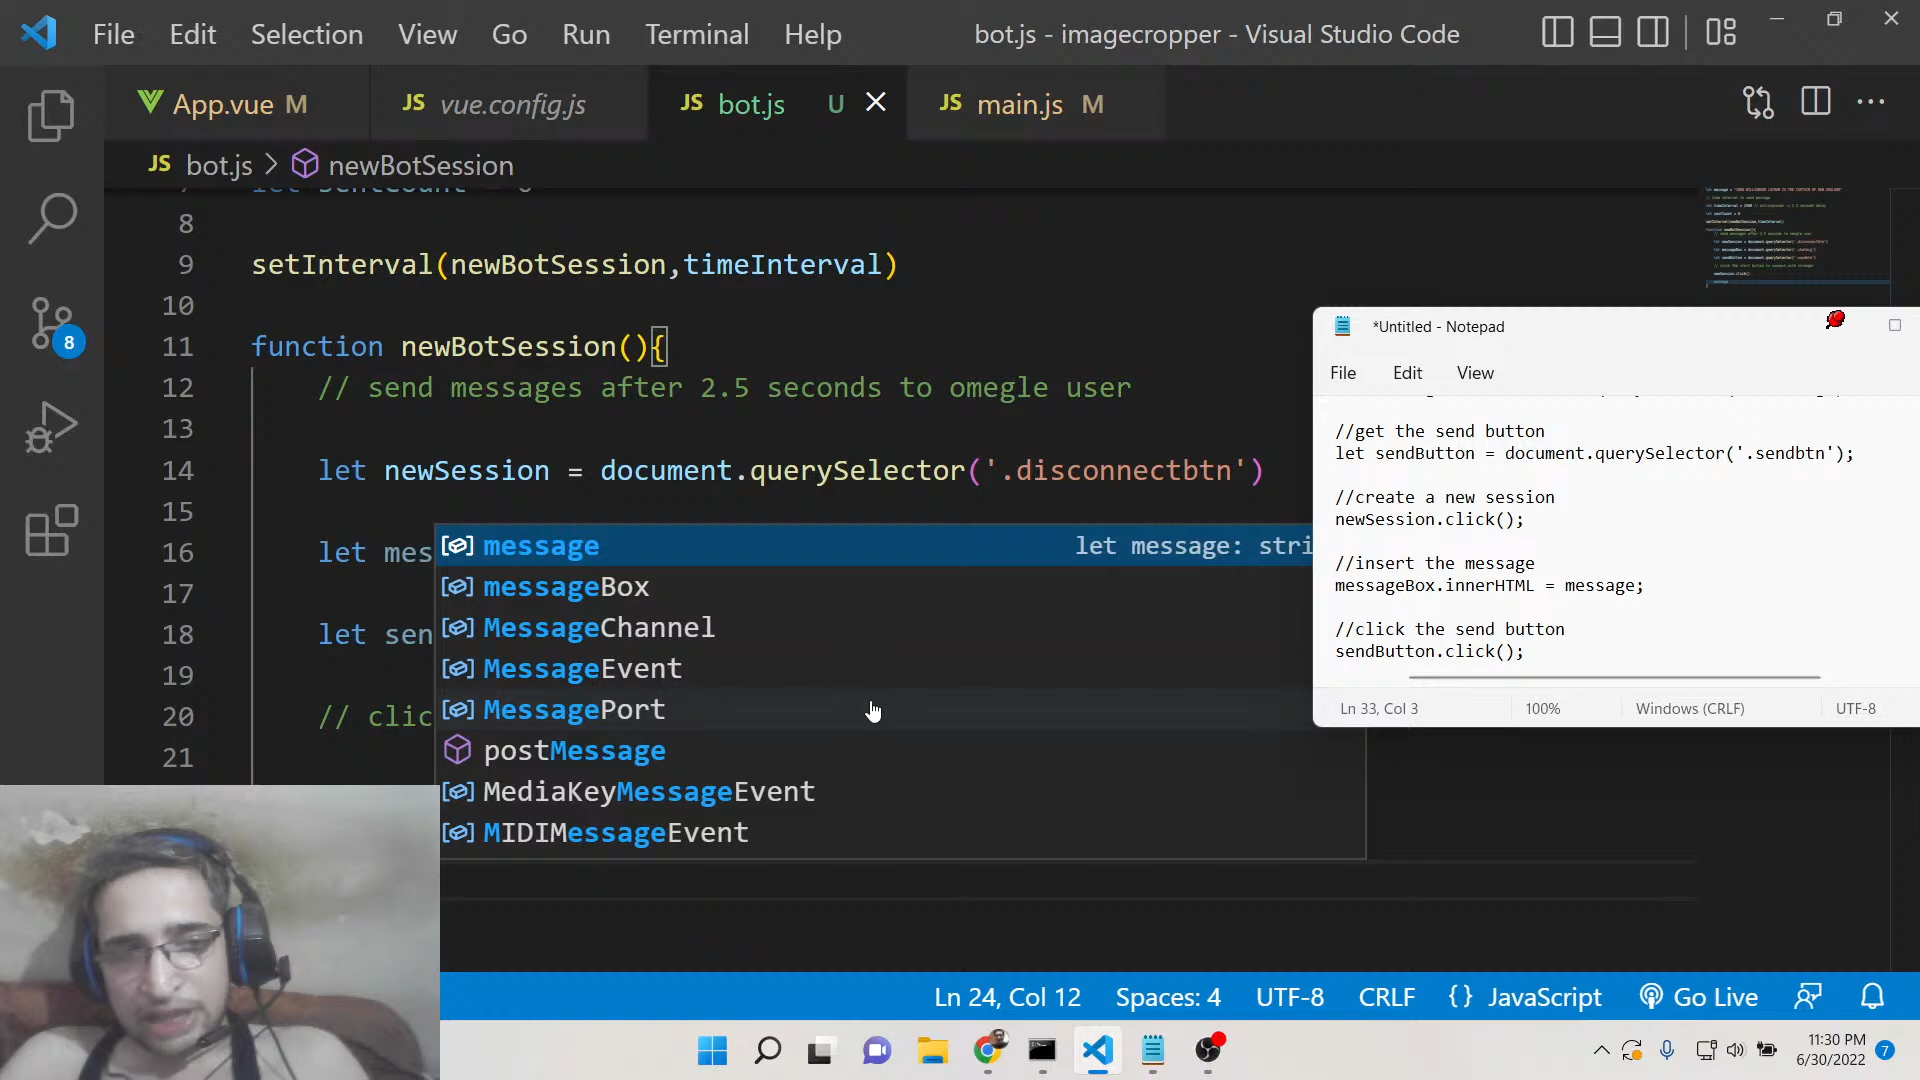 File Edit Selection View Go Run Terminal Help bot.js - imagecropper - Visual Studio Code
App.vue M JS vue.config.js JS bot.js U JS main.js M
JS bot.js > newBotSession
8
9 setInterval(newBotSession,timeInterval)
10
11 function newBotSession(){
12 // send messages after 2.5 seconds to omegle user
13
14 let newSession = document.querySelector('.disconnectbtn')
15
16 let mes
17
18 let sen
19
20 // clic
21
message let message: stri
messageBox
MessageChannel
MessageEvent
MessagePort
postMessage
MediaKeyMessageEvent
MIDIMessageEvent
8
*Untitled - Notepad
File Edit View
//get the send button
let sendButton = document.querySelector('.sendbtn');
//create a new session
newSession.click();
//insert the message
messageBox.innerHTML = message;
//click the send button
sendButton.click();
Ln 33, Col 3 100% Windows (CRLF) UTF-8
Ln 24, Col 12 Spaces: 4 UTF-8 CRLF {} JavaScript Go Live
11:30 PM
6/30/2022 7